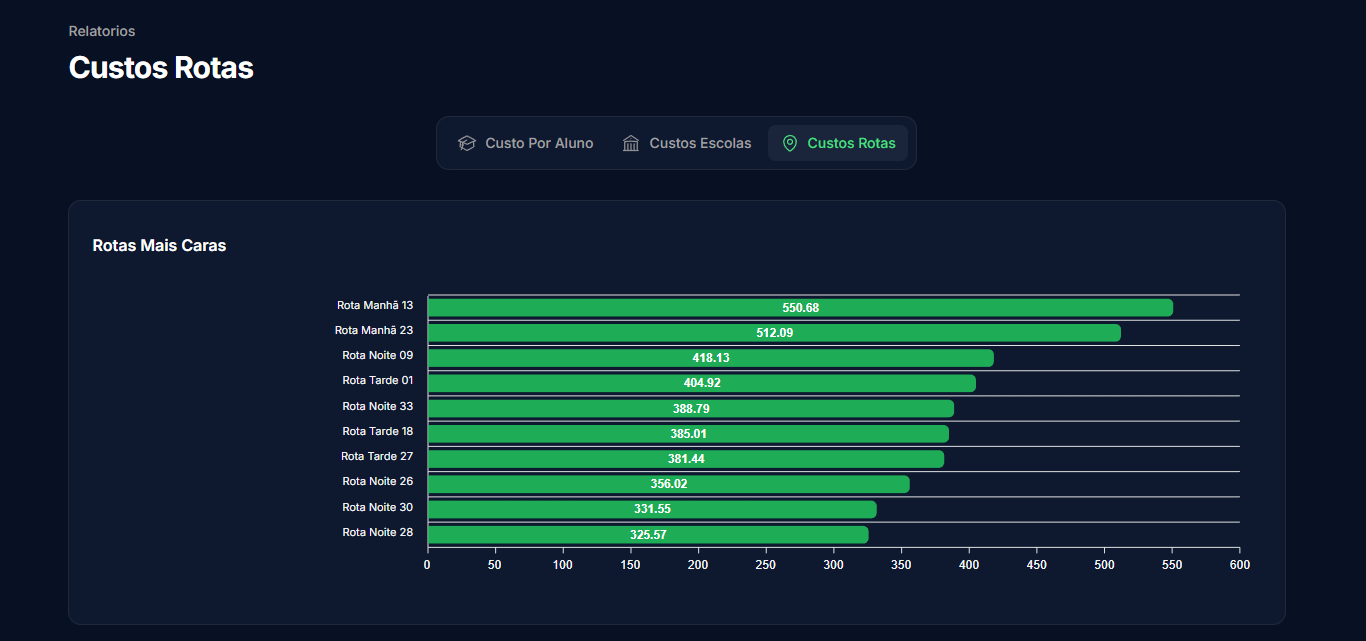 Relatorios
Custos Rotas
Custo Por Aluno Custos Escolas Custos Rotas
Rotas Mais Caras
Rota Manhã 13 550.68
Rota Manhã 23 512.09
Rota Noite 09 418.13
Rota Tarde 01 404.92
Rota Noite 33 388.79
Rota Tarde 18 385.01
Rota Tarde 27 381.44
Rota Noite 26 356.02
Rota Noite 30 331.55
Rota Noite 28 325.57
0 50 100 150 200 250 300 350 400 450 500 550 600